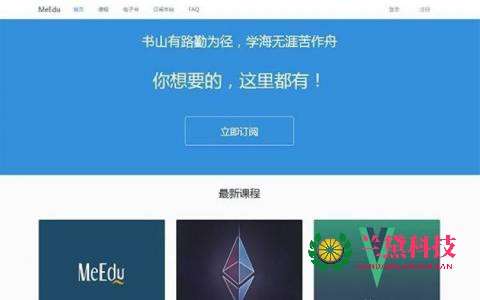 MeEdu 首页 课程 电子书 订阅本站 FAQ 登录 注册
书山有路勤为径，学海无涯苦作舟
你想要的，这里都有！
立即订阅
最新课程
MeEdu
兰黛科技